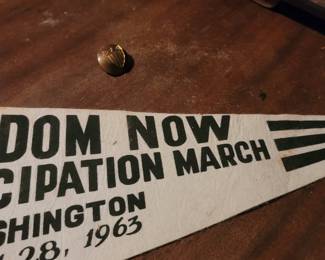 DOM NOW
CIPATION MARCH
SHINGTON
28, 1963